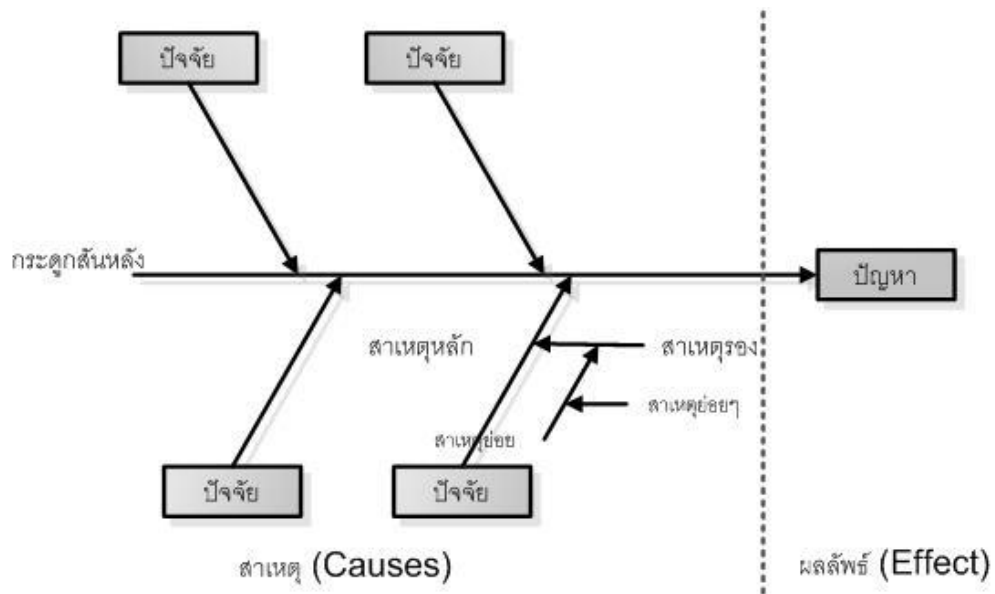 ปัจจัย
ปัจจัย
กระดูกสันหลัง
ปัญหา
สาเหตุหลัก
สาเหตุรอง
สาเหตุย่อยๆ
สาเหตุย่อย
ปัจจัย
ปัจจัย
สาเหตุ (Causes)
ผลลัพธ์ (Effect)